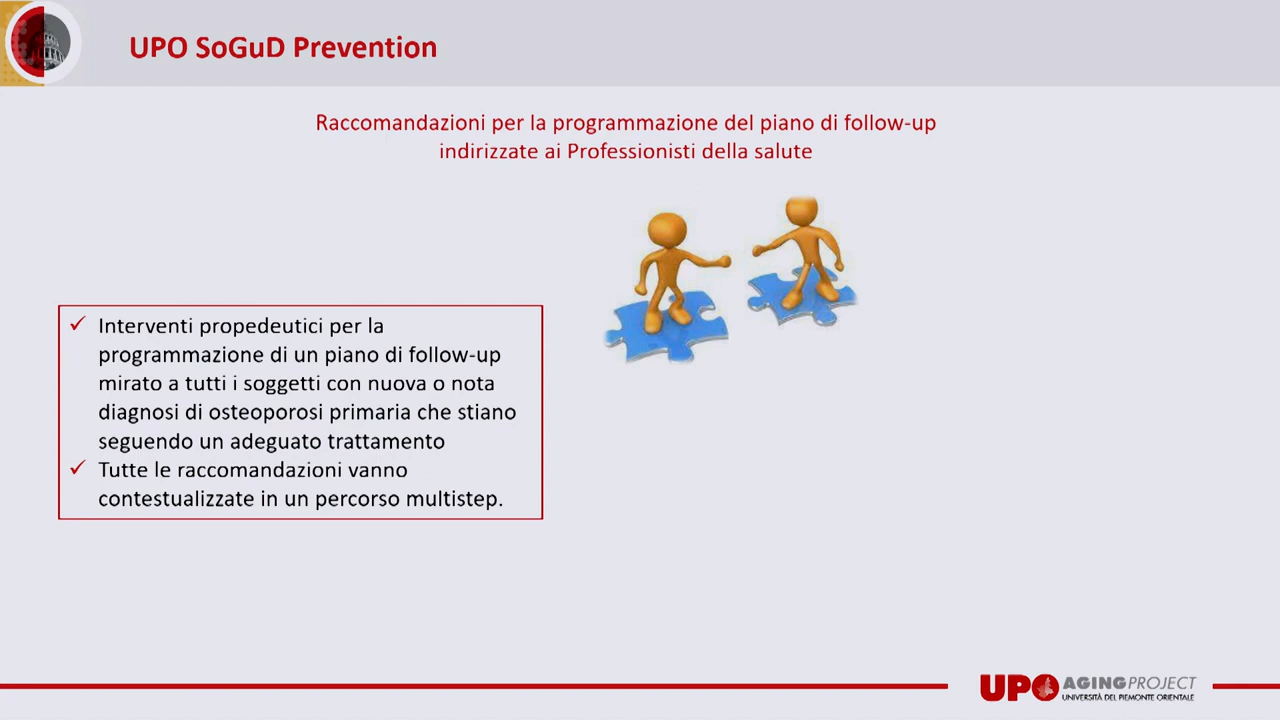 UPO SoGuD Prevention
Raccomandazioni per la programmazione del piano di follow-up
indirizzate ai Professionisti della salute
✓ Interventi propedeutici per la
programmazione di un piano di follow-up
mirato a tutti i soggetti con nuova o nota
diagnosi di osteoporosi primaria che stiano
seguendo un adeguato trattamento
✓ Tutte le raccomandazioni vanno
contestualizzate in un percorso multistep.
UPO AGING PROJECT
UNIVERSITÀ DEL PIEMONTE ORIENTALE